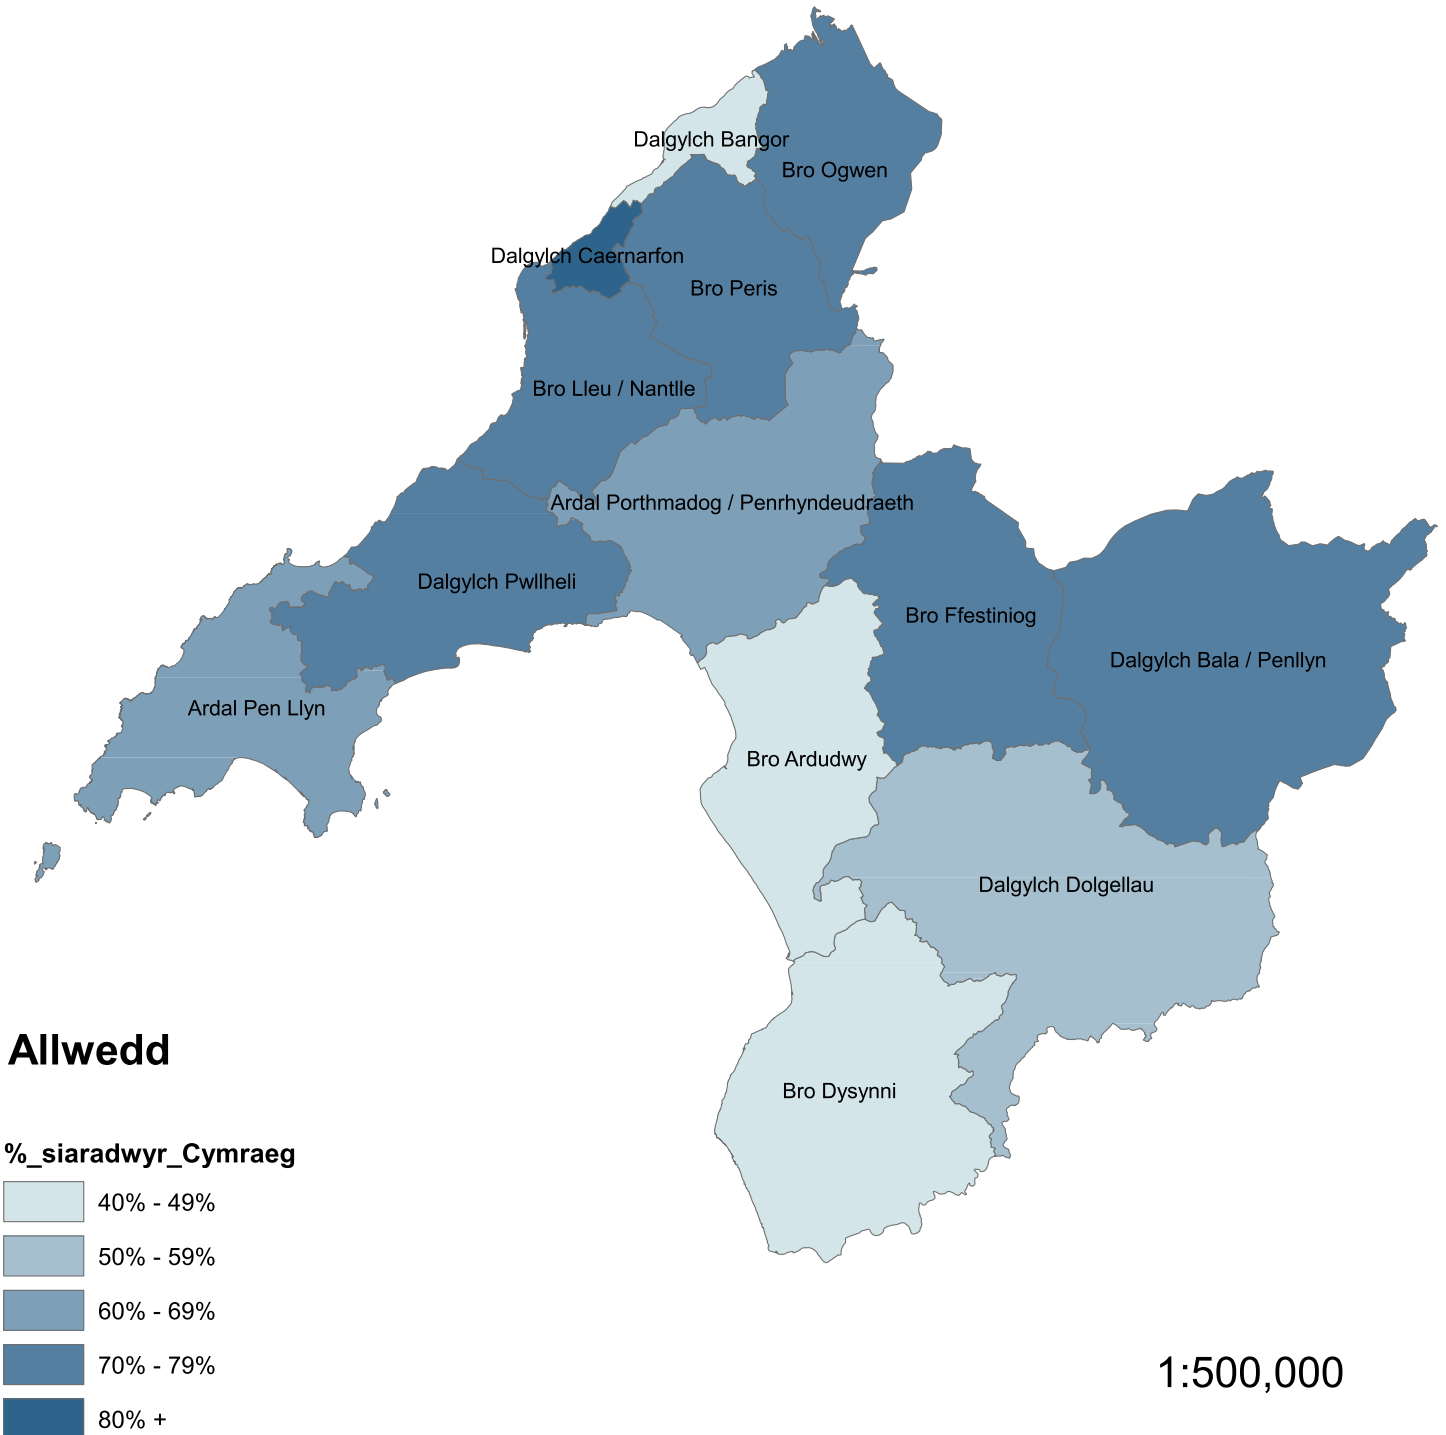 Dalgylch Bangor
Bro Ogwen
Dalgylch Caernarfon
Bro Peris
Bro Lleu / Nantlle
Ardal Porthmadog / Penrhyndeudraeth
Dalgylch Pwllheli
Bro Ffestiniog
Dalgylch Bala / Penllyn
Ardal Pen Llyn
Bro Ardudwy
Dalgylch Dolgellau
Bro Dysynni
Allwedd
%_siaradwyr_Cymraeg
40% - 49%
50% - 59%
60% - 69%
70% - 79%
80% +
1:500,000